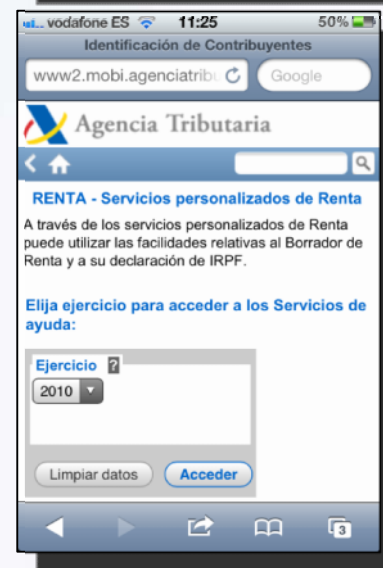 vodafone ES 11:25 50%
Identificación de Contribuyentes
www2.mobi.agenciatribu Google
Agencia Tributaria
RENTA - Servicios personalizados de Renta
A través de los servicios personalizados de Renta
puede utilizar las facilidades relativas al Borrador de
Renta y a su declaración de IRPF.
Elija ejercicio para acceder a los Servicios de
ayuda:
Ejercicio ?
2010
Limpiar datos Acceder
3